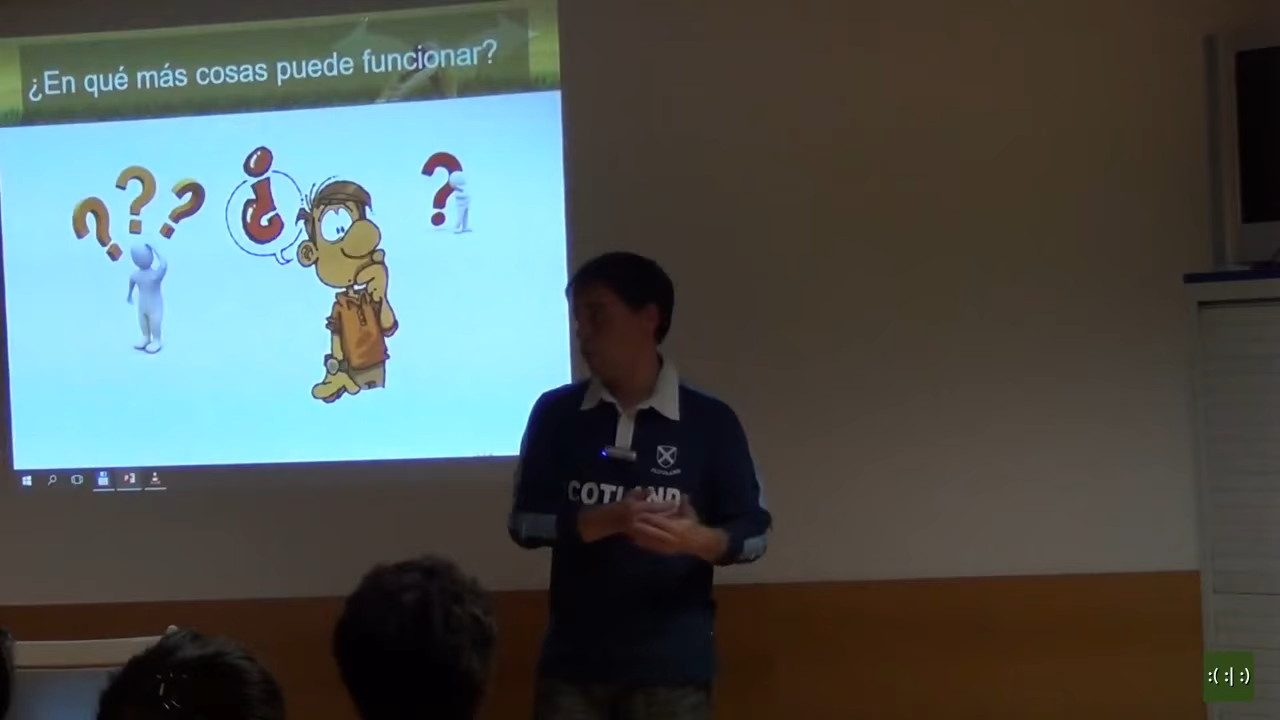 ¿En qué más cosas puede funcionar?
? ? ?
¿
?
COTLAND
:( :| :)